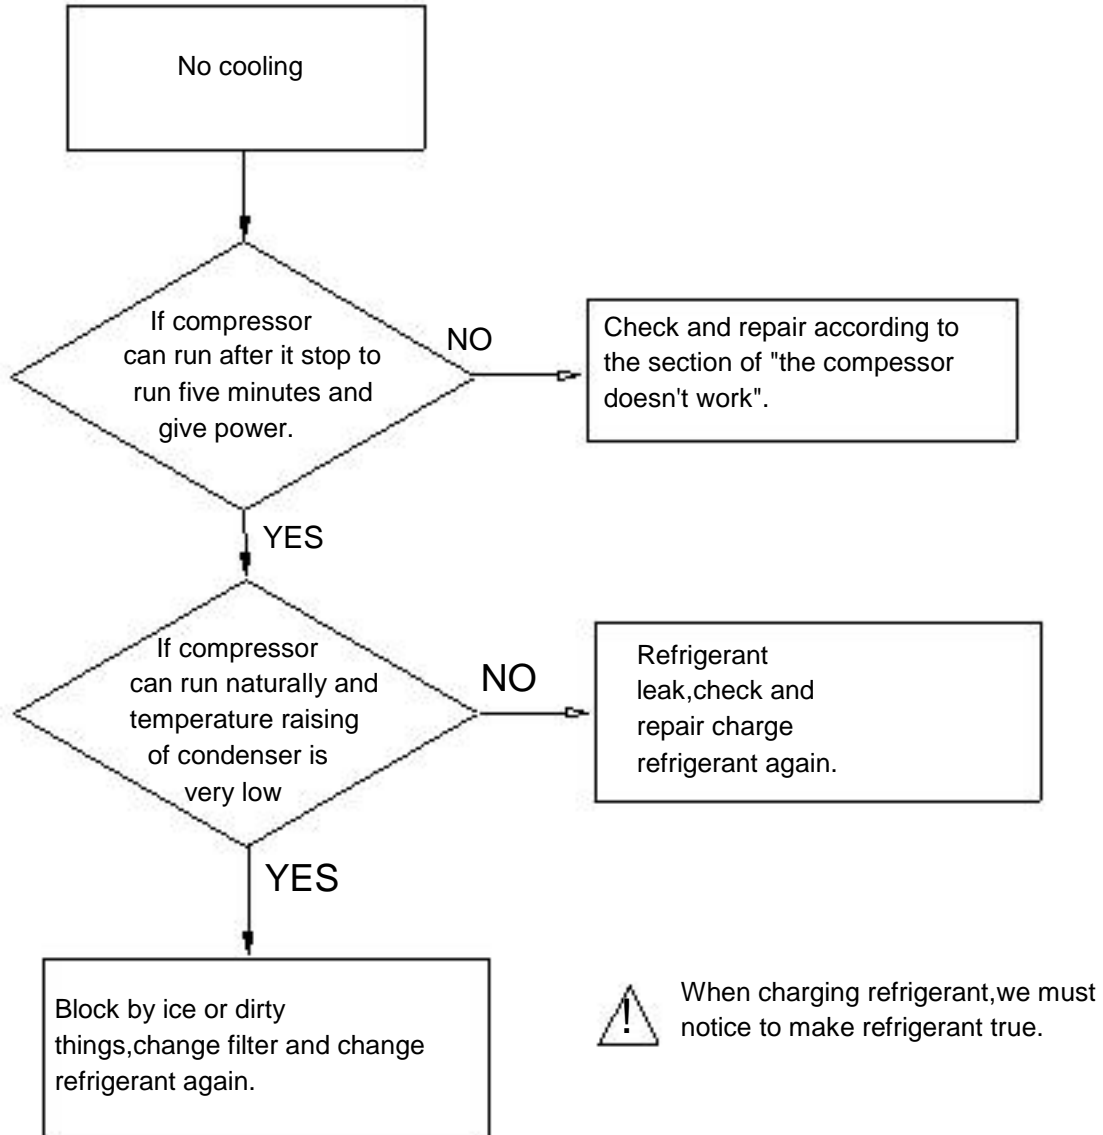 No cooling
If compressor
can run after it stop to
run five minutes and
give power.
NO
Check and repair according to
the section of "the compessor
doesn't work".
YES
If compressor
can run naturally and
temperature raising
of condenser is
very low
NO
Refrigerant
leak,check and
repair charge
refrigerant again.
YES
Block by ice or dirty
things,change filter and change
refrigerant again.
!
When charging refrigerant,we must
notice to make refrigerant true.